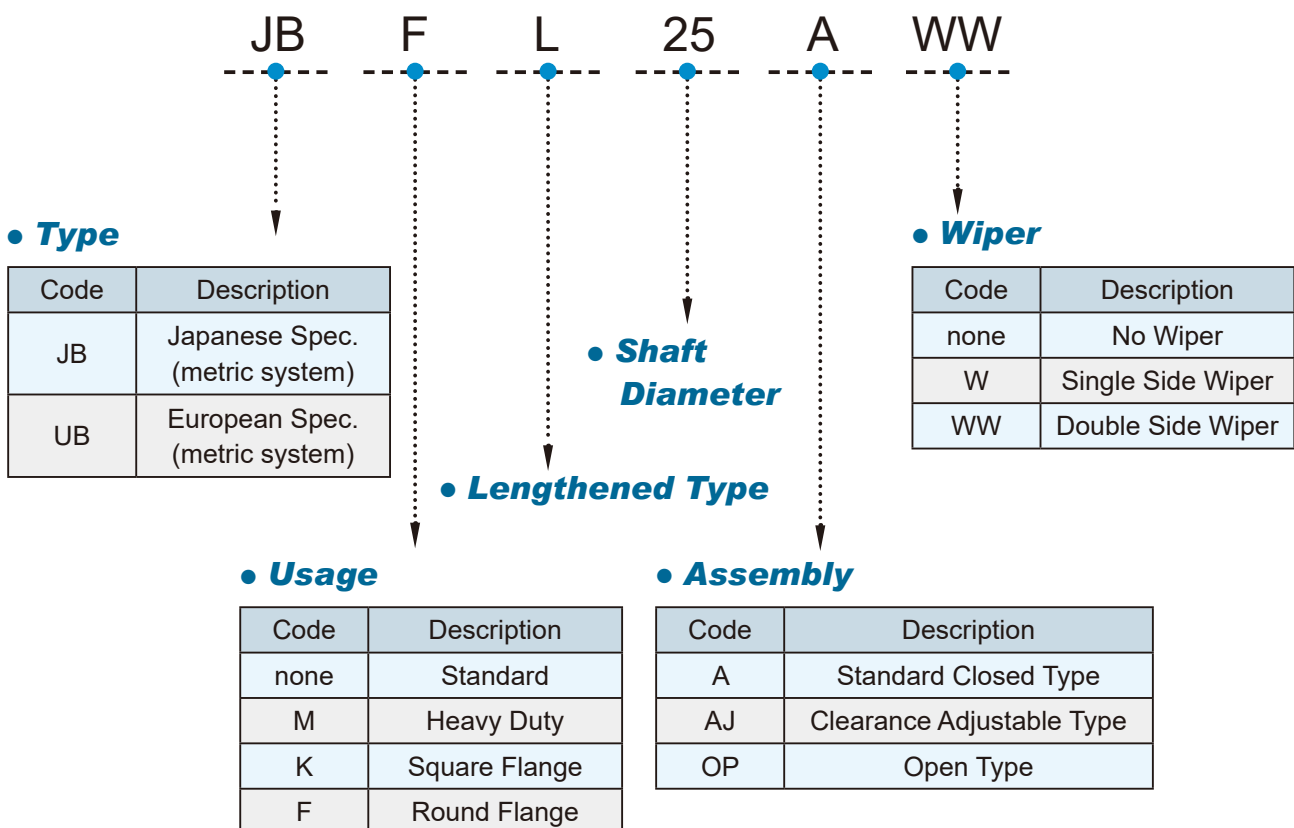 JB F L 25 A WW
● Type
Code Description
JB Japanese Spec.
(metric system)
UB European Spec.
(metric system)
● Wiper
Code Description
none No Wiper
W Single Side Wiper
WW Double Side Wiper
● Shaft
Diameter
● Lengthened Type
● Usage
Code Description
none Standard
M Heavy Duty
K Square Flange
F Round Flange
● Assembly
Code Description
A Standard Closed Type
AJ Clearance Adjustable Type
OP Open Type